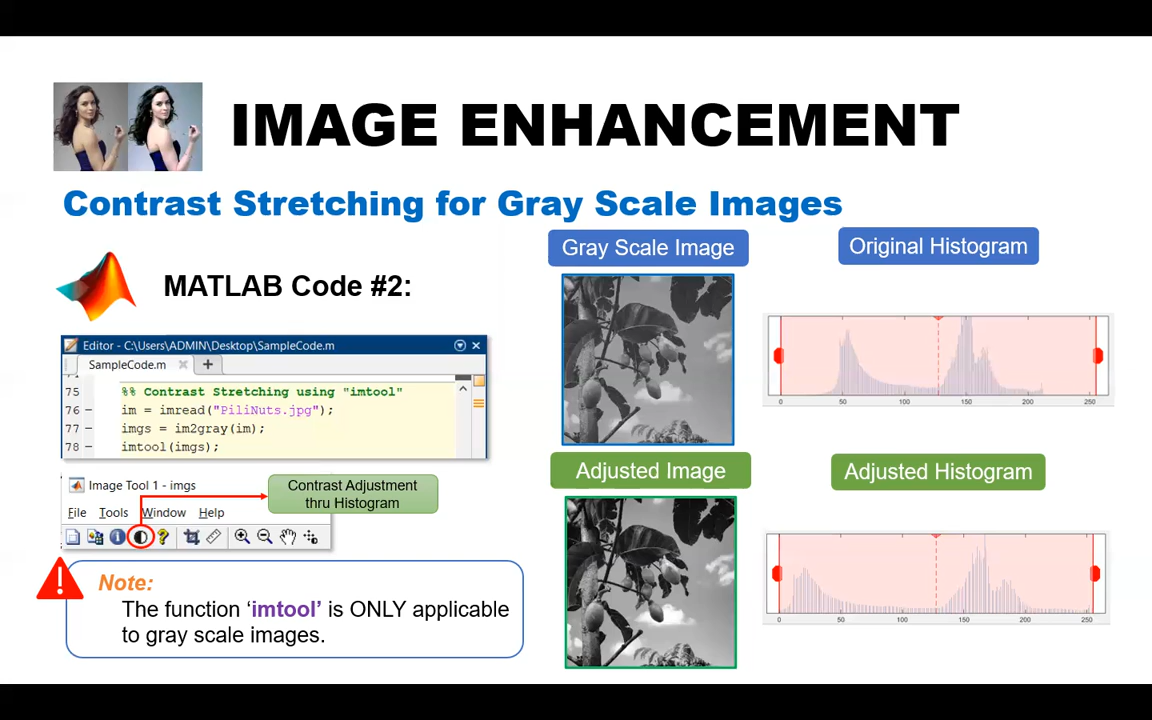 IMAGE ENHANCEMENT
Contrast Stretching for Gray Scale Images
MATLAB Code #2:
Editor - C:\Users\ADMIN\Desktop\SampleCode.m
SampleCode.m
75 %% Contrast Stretching using "imtool"
76 – im = imread("PiliNuts.jpg");
77 – imgs = im2gray(im);
78 – imtool(imgs);
Image Tool 1 - imgs
File Tools Window Help
Contrast Adjustment
thru Histogram
Note:
The function ‘imtool’ is ONLY applicable
to gray scale images.
Gray Scale Image
Original Histogram
0 50 100 150 200 250
Adjusted Image
Adjusted Histogram
0 50 100 150 200 250